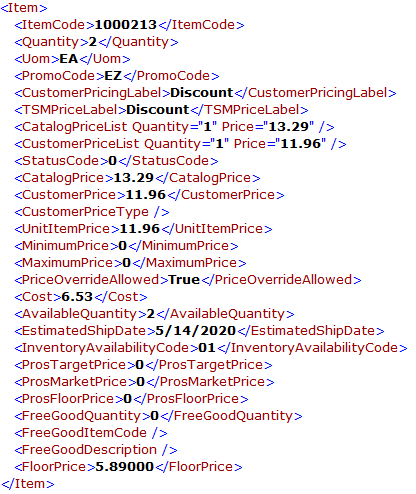 <Item>
<ItemCode>1000213</ItemCode>
<Quantity>2</Quantity>
<Uom>EA</Uom>
<PromoCode>EZ</PromoCode>
<CustomerPricingLabel>Discount</CustomerPricingLabel>
<TSMPriceLabel>Discount</TSMPriceLabel>
<CatalogPriceList Quantity="1" Price="13.29" />
<CustomerPriceList Quantity="1" Price="11.96" />
<StatusCode>0</StatusCode>
<CatalogPrice>13.29</CatalogPrice>
<CustomerPrice>11.96</CustomerPrice>
<CustomerPriceType />
<UnitItemPrice>11.96</UnitItemPrice>
<MinimumPrice>0</MinimumPrice>
<MaximumPrice>0</MaximumPrice>
<PriceOverrideAllowed>True</PriceOverrideAllowed>
<Cost>6.53</Cost>
<AvailableQuantity>2</AvailableQuantity>
<EstimatedShipDate>5/14/2020</EstimatedShipDate>
<InventoryAvailabilityCode>01</InventoryAvailabilityCode>
<ProsTargetPrice>0</ProsTargetPrice>
<ProsMarketPrice>0</ProsMarketPrice>
<ProsFloorPrice>0</ProsFloorPrice>
<FreeGoodQuantity>0</FreeGoodQuantity>
<FreeGoodItemCode />
<FreeGoodDescription />
<FloorPrice>5.89000</FloorPrice>
</Item>